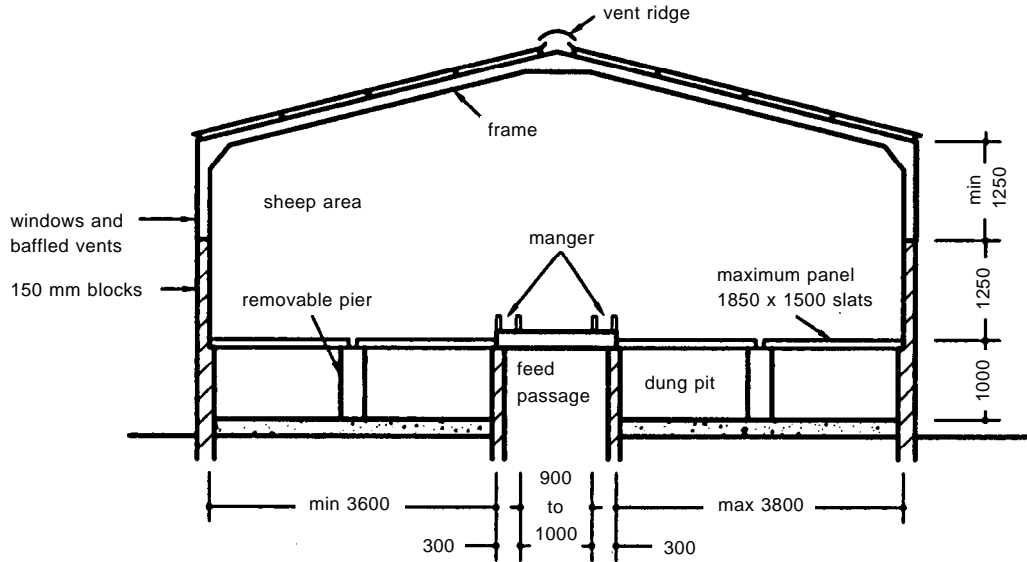 vent ridge
frame
sheep area
windows and
baffled vents
150 mm blocks
removable pier
manger
maximum panel
1850 x 1500 slats
min
1250
1250
1000
feed
passage
dung pit
min 3600
900
to
1000
max 3800
300
300